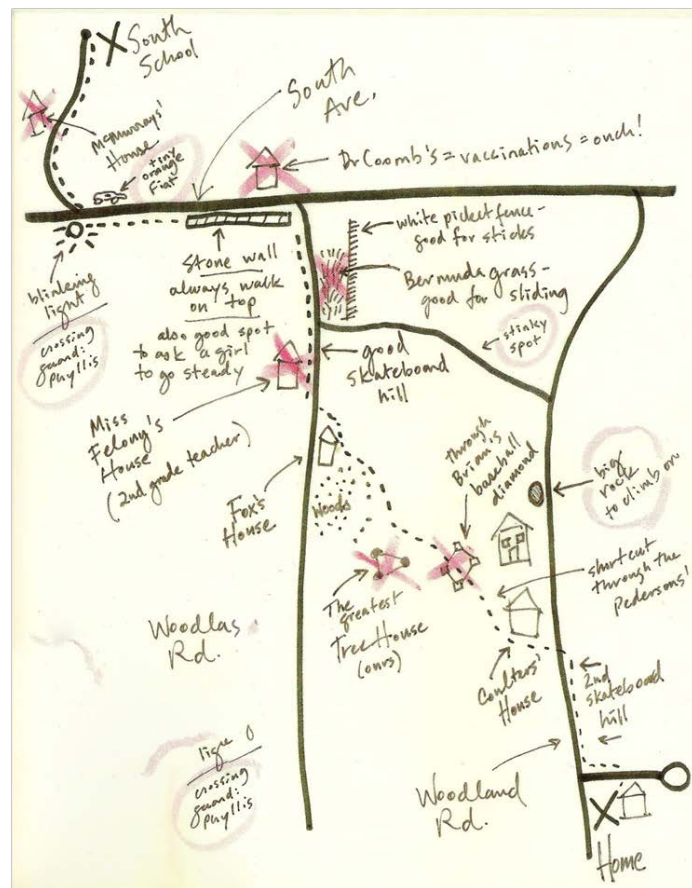 South
School
South
Ave.
McMurrays'
House
tiny
orange
Fiat
Dr Coomb's = vaccinations = ouch!
white picket fence-
good for sticks
Bermuda grass-
good for sliding
stone wall
always walk
on top
also good spot
to ask a girl
to go steady
blinking
light
crossing
guard:
phyllis
stinky
spot
good
skateboard
hill
Miss
Felony's
House
(2nd grade teacher)
through
Brian's
baseball
diamond
big
rock
to climb on
Fox's
House
Woods
shortcut
through the
Pedersons'
The
greatest
Tree House
(ours)
Woodlas
Rd.
Coulters'
House
2nd
skateboard
hill
crossing
guard:
phyllis
Woodland
Rd.
Home